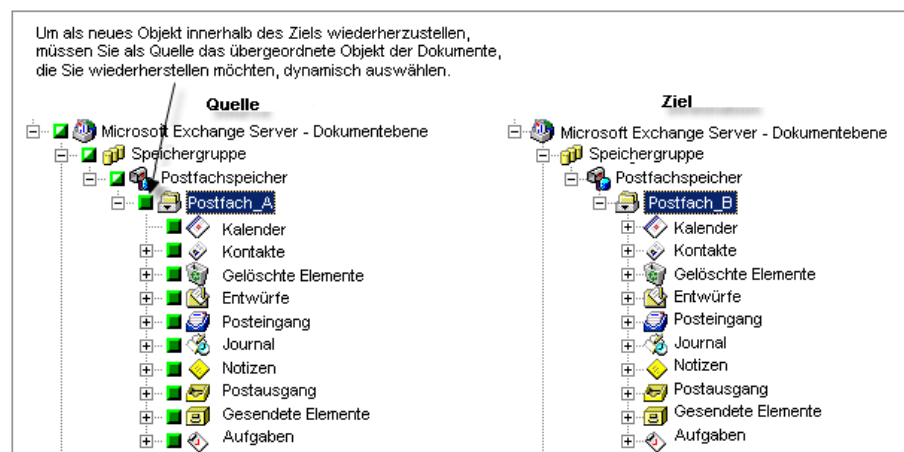 Um als neues Objekt innerhalb des Ziels wiederherzustellen,
müssen Sie als Quelle das übergeordnete Objekt der Dokumente,
die Sie wiederherstellen möchten, dynamisch auswählen.
Quelle
Microsoft Exchange Server - Dokumentebene
Speichergruppe
Postfachspeicher
Postfach_A
Kalender
Kontakte
Gelöschte Elemente
Entwürfe
Posteingang
Journal
Notizen
Postausgang
Gesendete Elemente
Aufgaben
Ziel
Microsoft Exchange Server - Dokumentebene
Speichergruppe
Postfachspeicher
Postfach_B
Kalender
Kontakte
Gelöschte Elemente
Entwürfe
Posteingang
Journal
Notizen
Postausgang
Gesendete Elemente
Aufgaben